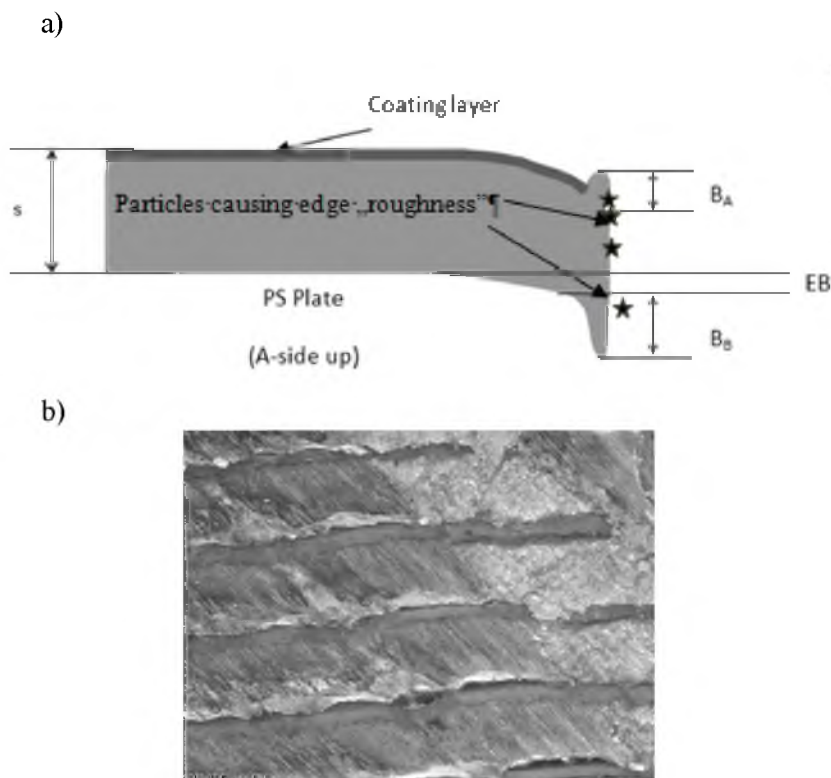 a)
Coating layer
s
Particles·causing·edge·„roughness”¶
B_A
EB
PS Plate
B_B
(A-side up)
b)